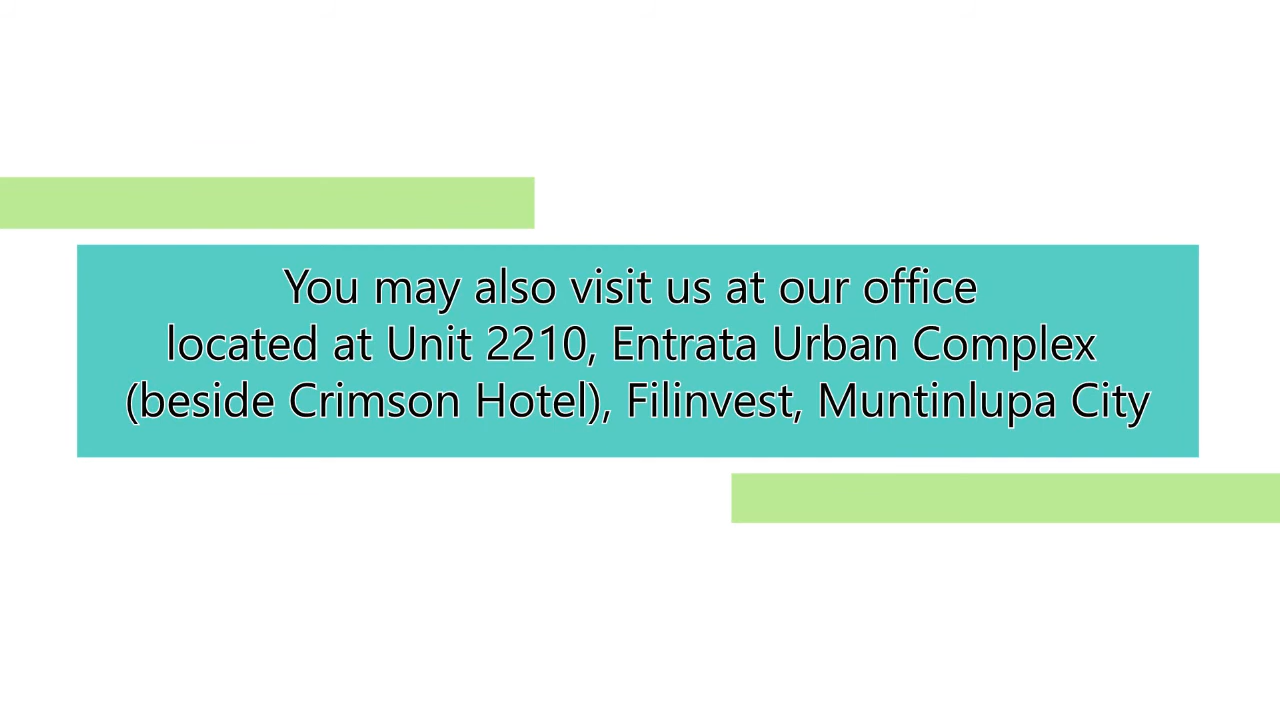 You may also visit us at our office
located at Unit 2210, Entrata Urban Complex
(beside Crimson Hotel), Filinvest, Muntinlupa City